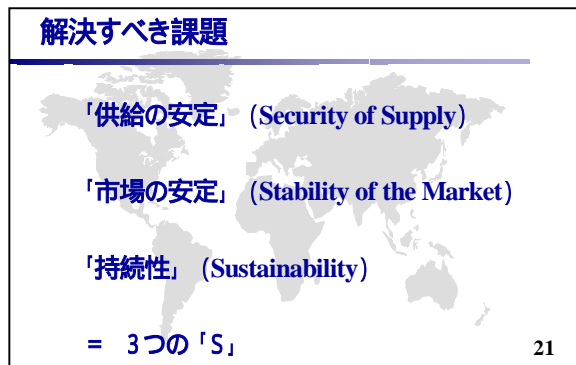 解決すべき課題
「供給の安定」 (Security of Supply)
「市場の安定」 (Stability of the Market)
「持続性」 (Sustainability)
= 3つの「S」
21